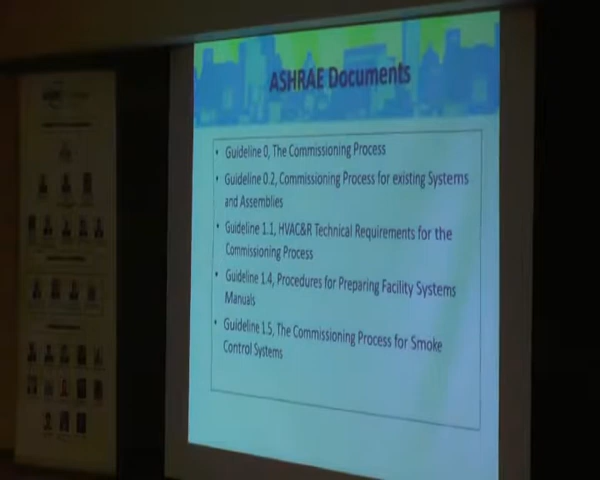 ASHRAE Documents
• Guideline 0, The Commissioning Process
• Guideline 0.2, Commissioning Process for existing Systems
and Assemblies
• Guideline 1.1, HVAC&R Technical Requirements for the
Commissioning Process
• Guideline 1.4, Procedures for Preparing Facility Systems
Manuals
• Guideline 1.5, The Commissioning Process for Smoke
Control Systems